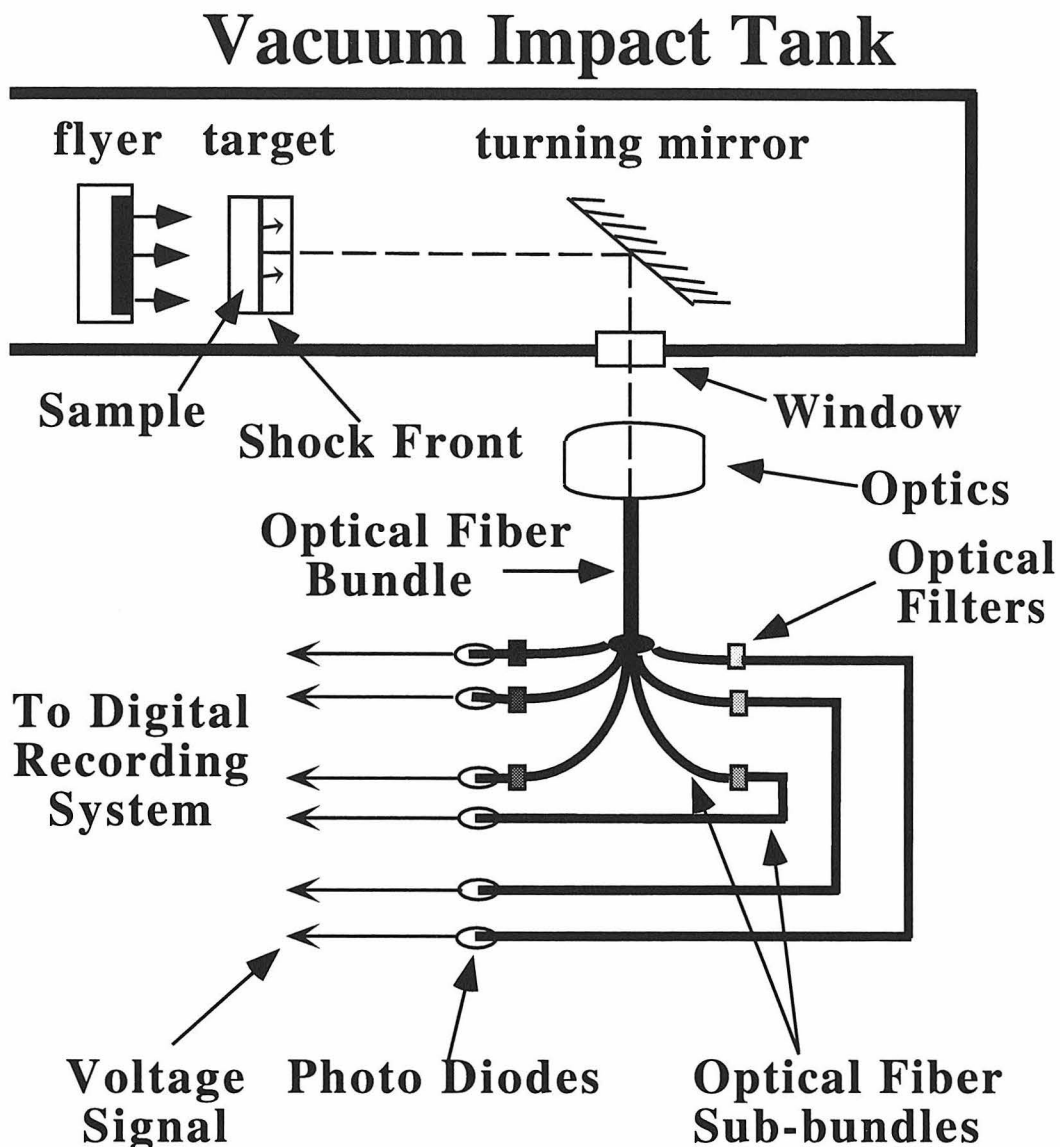 Vacuum Impact Tank
flyer target turning mirror
Sample
Shock Front
Window
Optics
Optical Fiber
Bundle
Optical
Filters
To Digital
Recording
System
Voltage
Signal
Photo Diodes
Optical Fiber
Sub-bundles